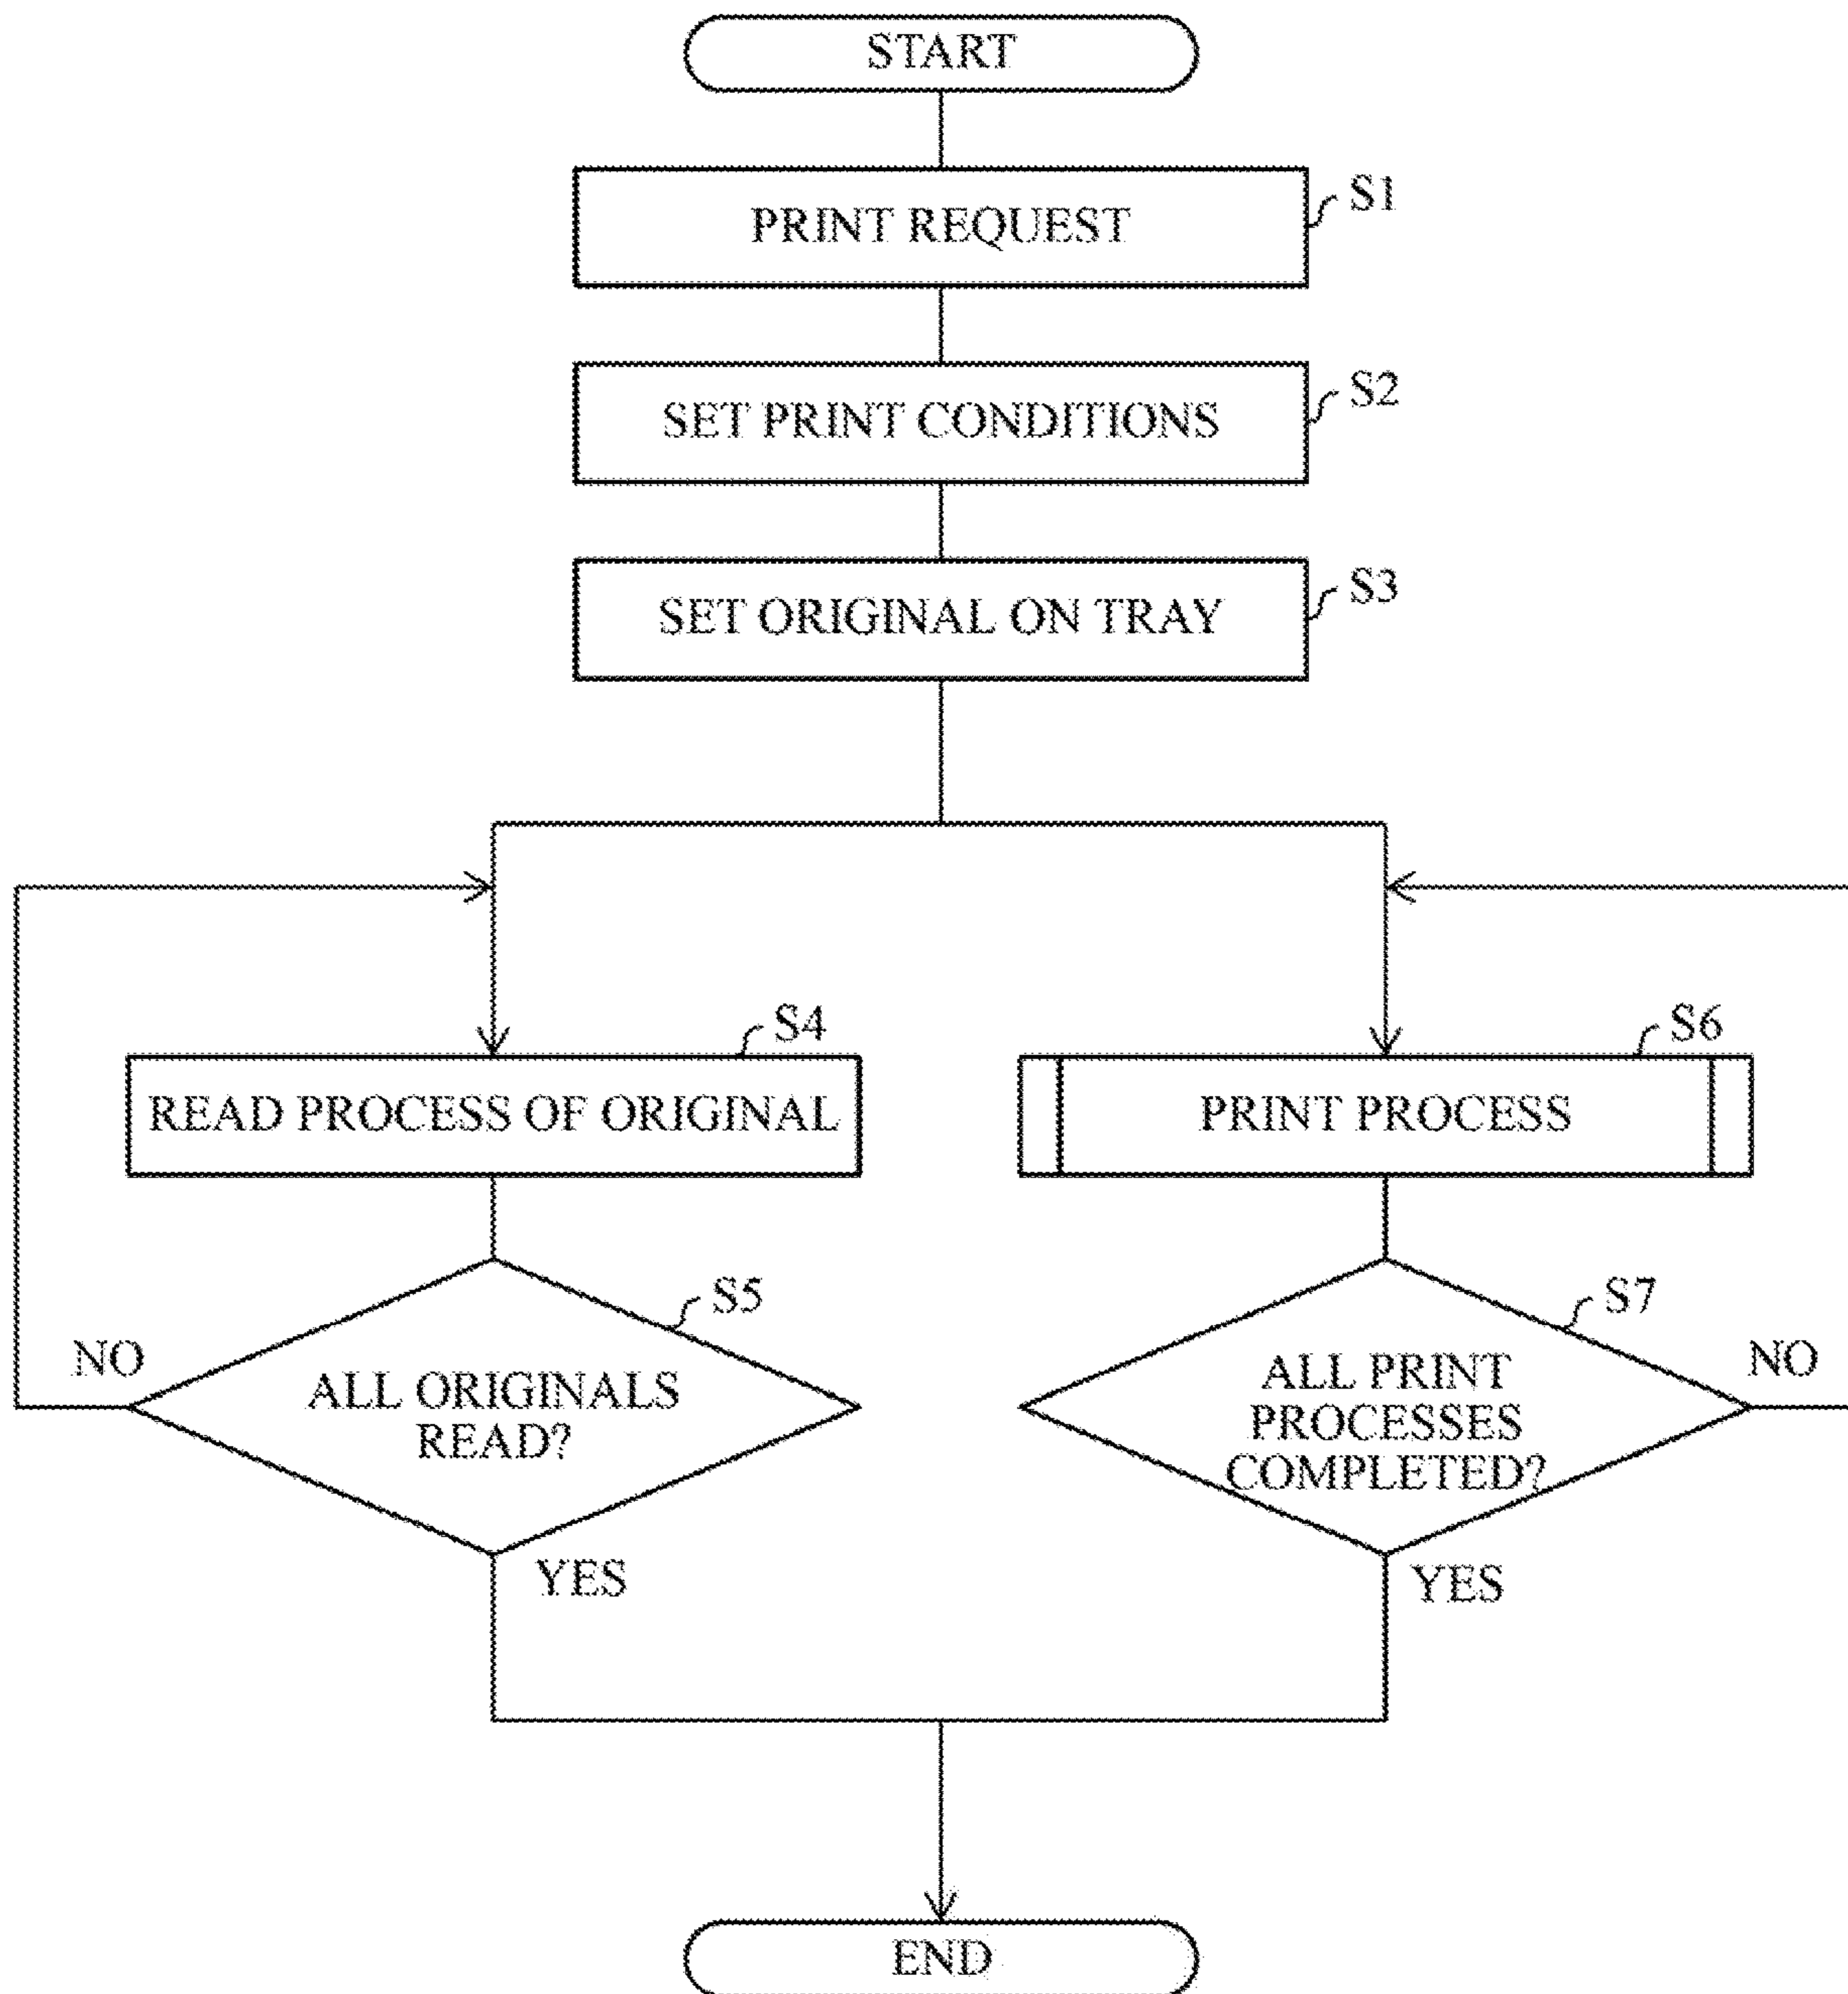 START
PRINT REQUEST
S1
SET PRINT CONDITIONS
S2
SET ORIGINAL ON TRAY
S3
S4
READ PROCESS OF ORIGINAL
S6
PRINT PROCESS
S5
NO
ALL ORIGINALS
READ?
YES
S7
NO
ALL PRINT
PROCESSES
COMPLETED?
YES
END